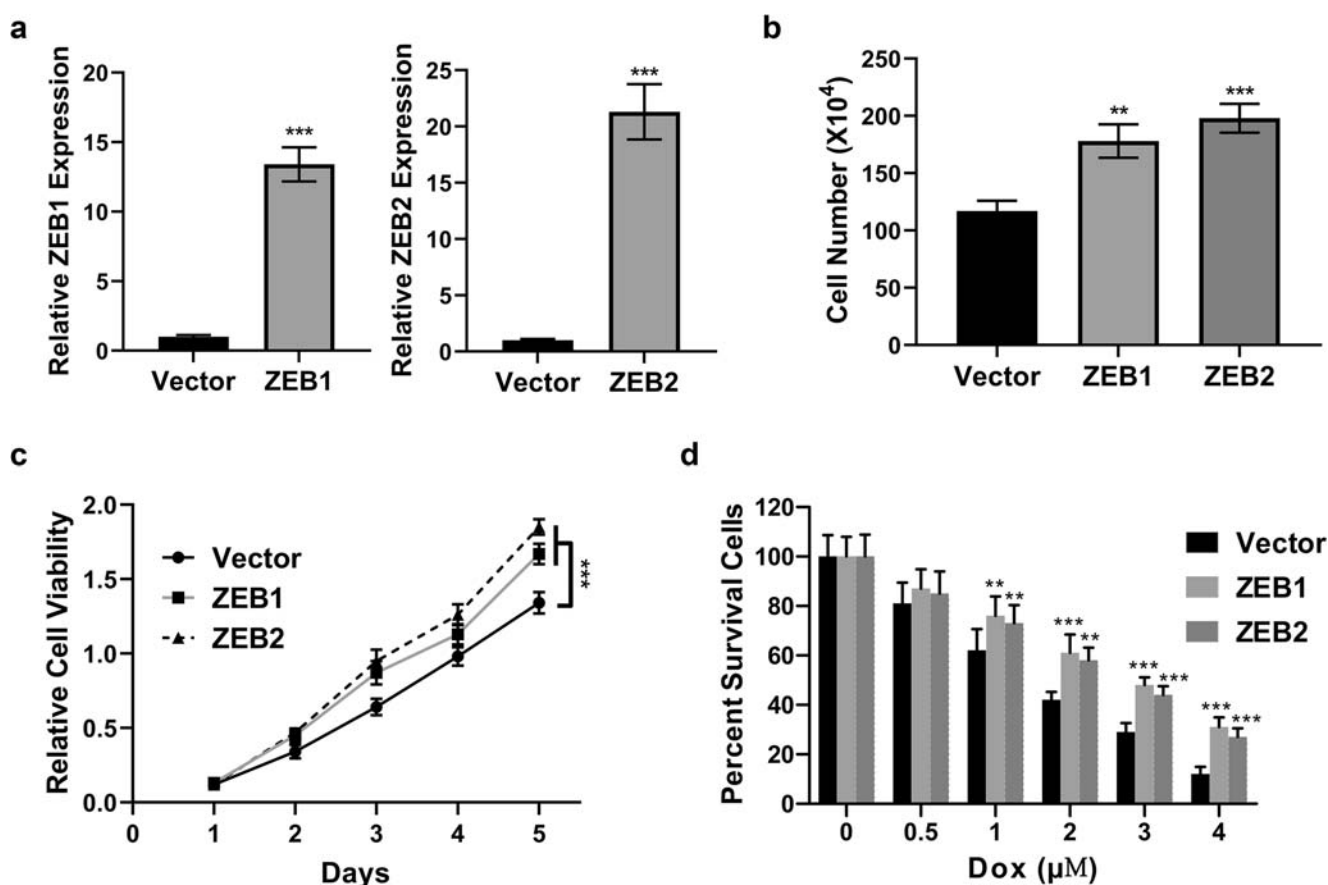 a
Relative ZEB1 Expression
20
15
10
5
0
***
Vector ZEB1
Relative ZEB2 Expression
25
20
15
10
5
0
***
Vector ZEB2
b
Cell Number (X10⁴)
250
200
150
100
50
0
** ***
Vector ZEB1 ZEB2
c
Relative Cell Viability
2.0
1.5
1.0
0.5
0.0
Vector
ZEB1
ZEB2
***
0 1 2 3 4 5
Days
d
Percent Survival Cells
120
100
80
60
40
20
0
** **
*** **
*** ***
*** ***
Vector
ZEB1
ZEB2
0 0.5 1 2 3 4
Dox (μM)